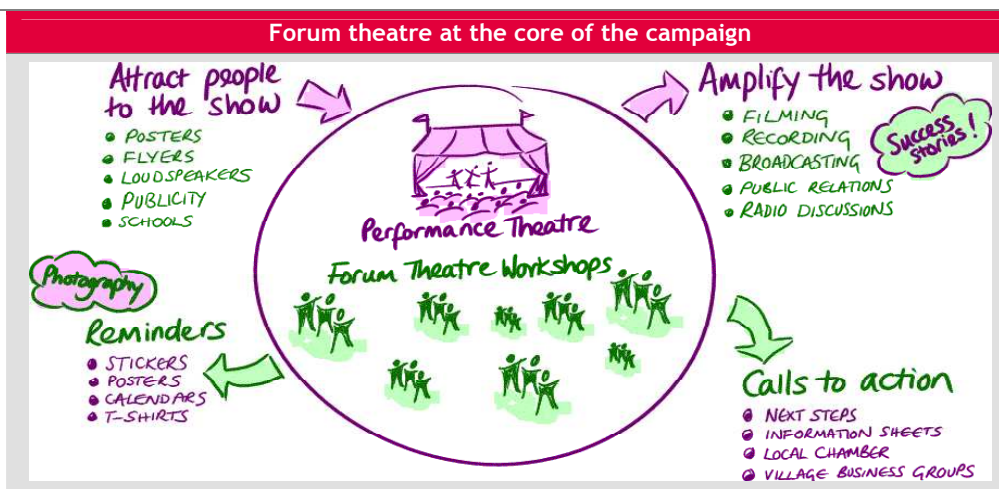 Forum theatre at the core of the campaign
Attract people
to the show
POSTERS
FLYERS
LOUDSPEAKERS
PUBLICITY
SCHOOLS
Amplify the show
FILMING
RECORDING
BROADCASTING
PUBLIC RELATIONS
RADIO DISCUSSIONS
Success
stories!
Performance Theatre
Forum Theatre Workshops
Photography
Reminders
STICKERS
POSTERS
CALENDARS
T-SHIRTS
Calls to action
NEXT STEPS
INFORMATION SHEETS
LOCAL CHAMBER
VILLAGE BUSINESS GROUPS